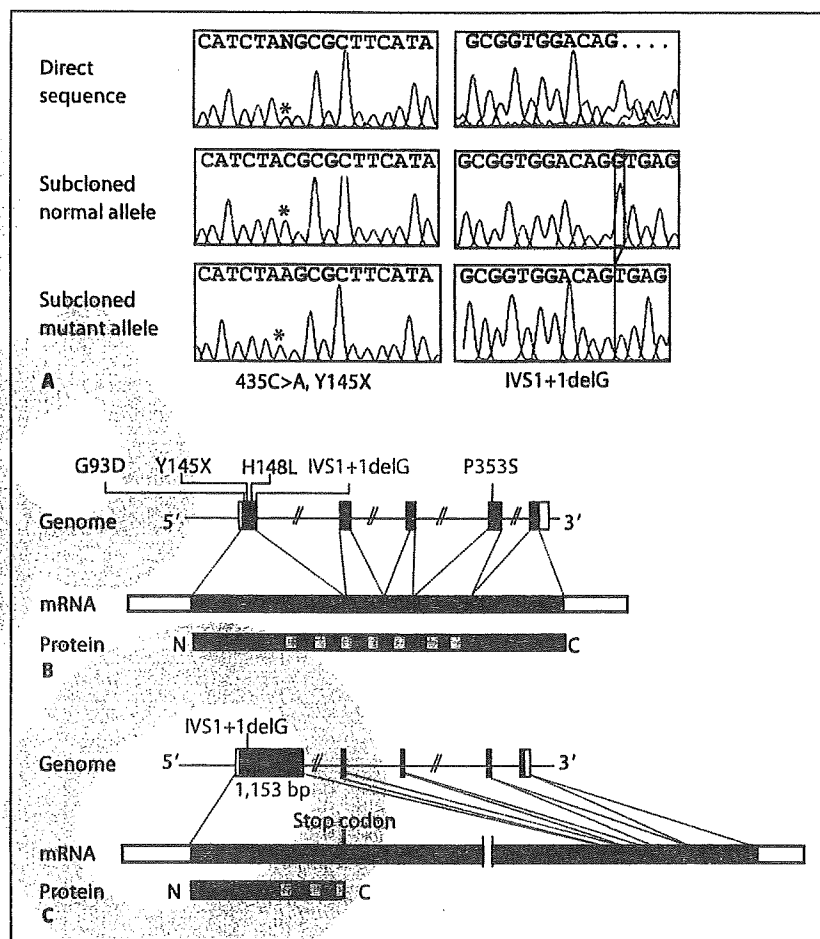 Direct sequence
CATCTANGCGCTTCATA
GCGGTGGACAG....
*
Subcloned normal allele
CATCTACGCGCTTCATA
GCGGTGGACAGGTGAG
*
Subcloned mutant allele
CATCTAAGCGCTTCATA
GCGGTGGACAGTGAG
*
A
435C>A, Y145X
IVS1+1delG
G93D
Y145X
H148L
IVS1+1delG
P353S
Genome
5′
3′
mRNA
Protein
N
C
B
IVS1+1delG
Genome
5′
3′
1,153 bp
Stop codon
mRNA
Protein
N
C
C